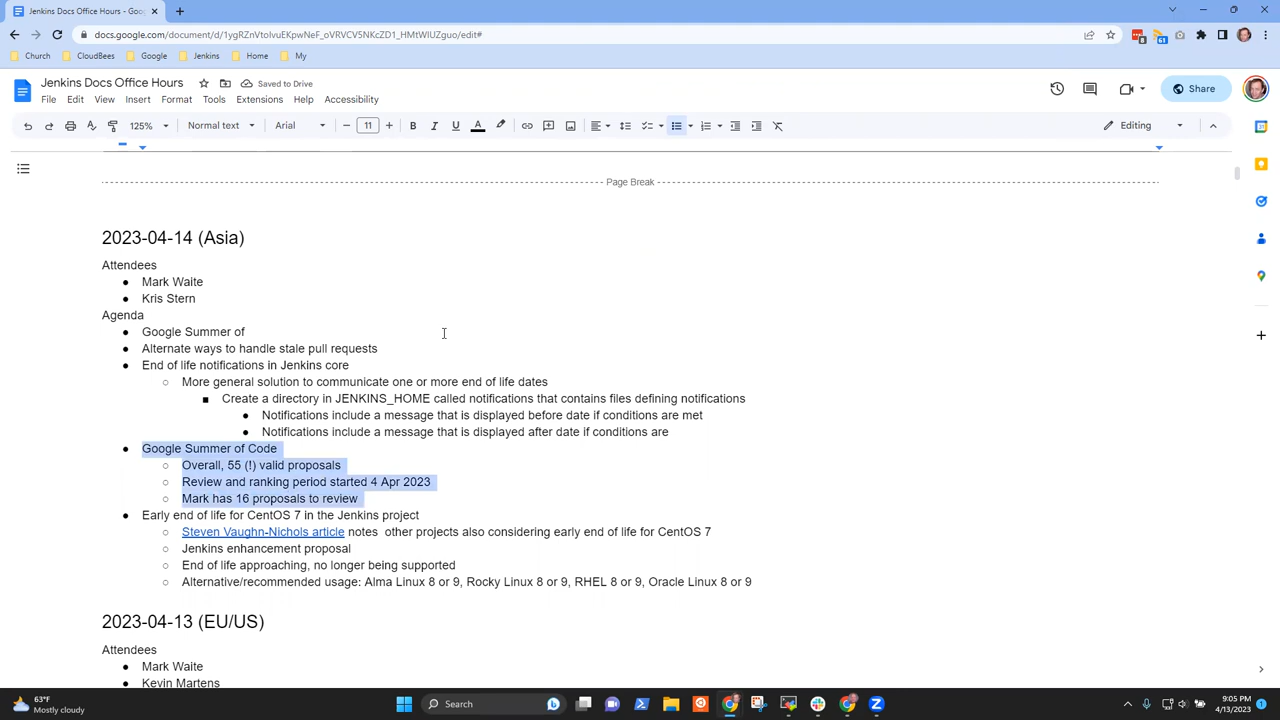 Jenkins Docs Office Hours - Goo
docs.google.com/document/d/1ygRZnVtoIvuEKpwNeF_oVRVCV5NKcZD1_HMtWIUZguo/edit#
Church CloudBees Google Jenkins Home My
Jenkins Docs Office Hours Saved to Drive
File Edit View Insert Format Tools Extensions Help Accessibility
Share
125% Normal text Arial 11 B I U A Editing
Page Break
2023-04-14 (Asia)
Attendees
● Mark Waite
● Kris Stern
Agenda
● Google Summer of
● Alternate ways to handle stale pull requests
● End of life notifications in Jenkins core
○ More general solution to communicate one or more end of life dates
■ Create a directory in JENKINS_HOME called notifications that contains files defining notifications
● Notifications include a message that is displayed before date if conditions are met
● Notifications include a message that is displayed after date if conditions are
● Google Summer of Code
○ Overall, 55 (!) valid proposals
○ Review and ranking period started 4 Apr 2023
○ Mark has 16 proposals to review
● Early end of life for CentOS 7 in the Jenkins project
○ Steven Vaughn-Nichols article notes  other projects also considering early end of life for CentOS 7
○ Jenkins enhancement proposal
○ End of life approaching, no longer being supported
○ Alternative/recommended usage: Alma Linux 8 or 9, Rocky Linux 8 or 9, RHEL 8 or 9, Oracle Linux 8 or 9
2023-04-13 (EU/US)
Attendees
● Mark Waite
● Kevin Martens
63°F
Mostly cloudy
Search
9:05 PM
4/13/2023